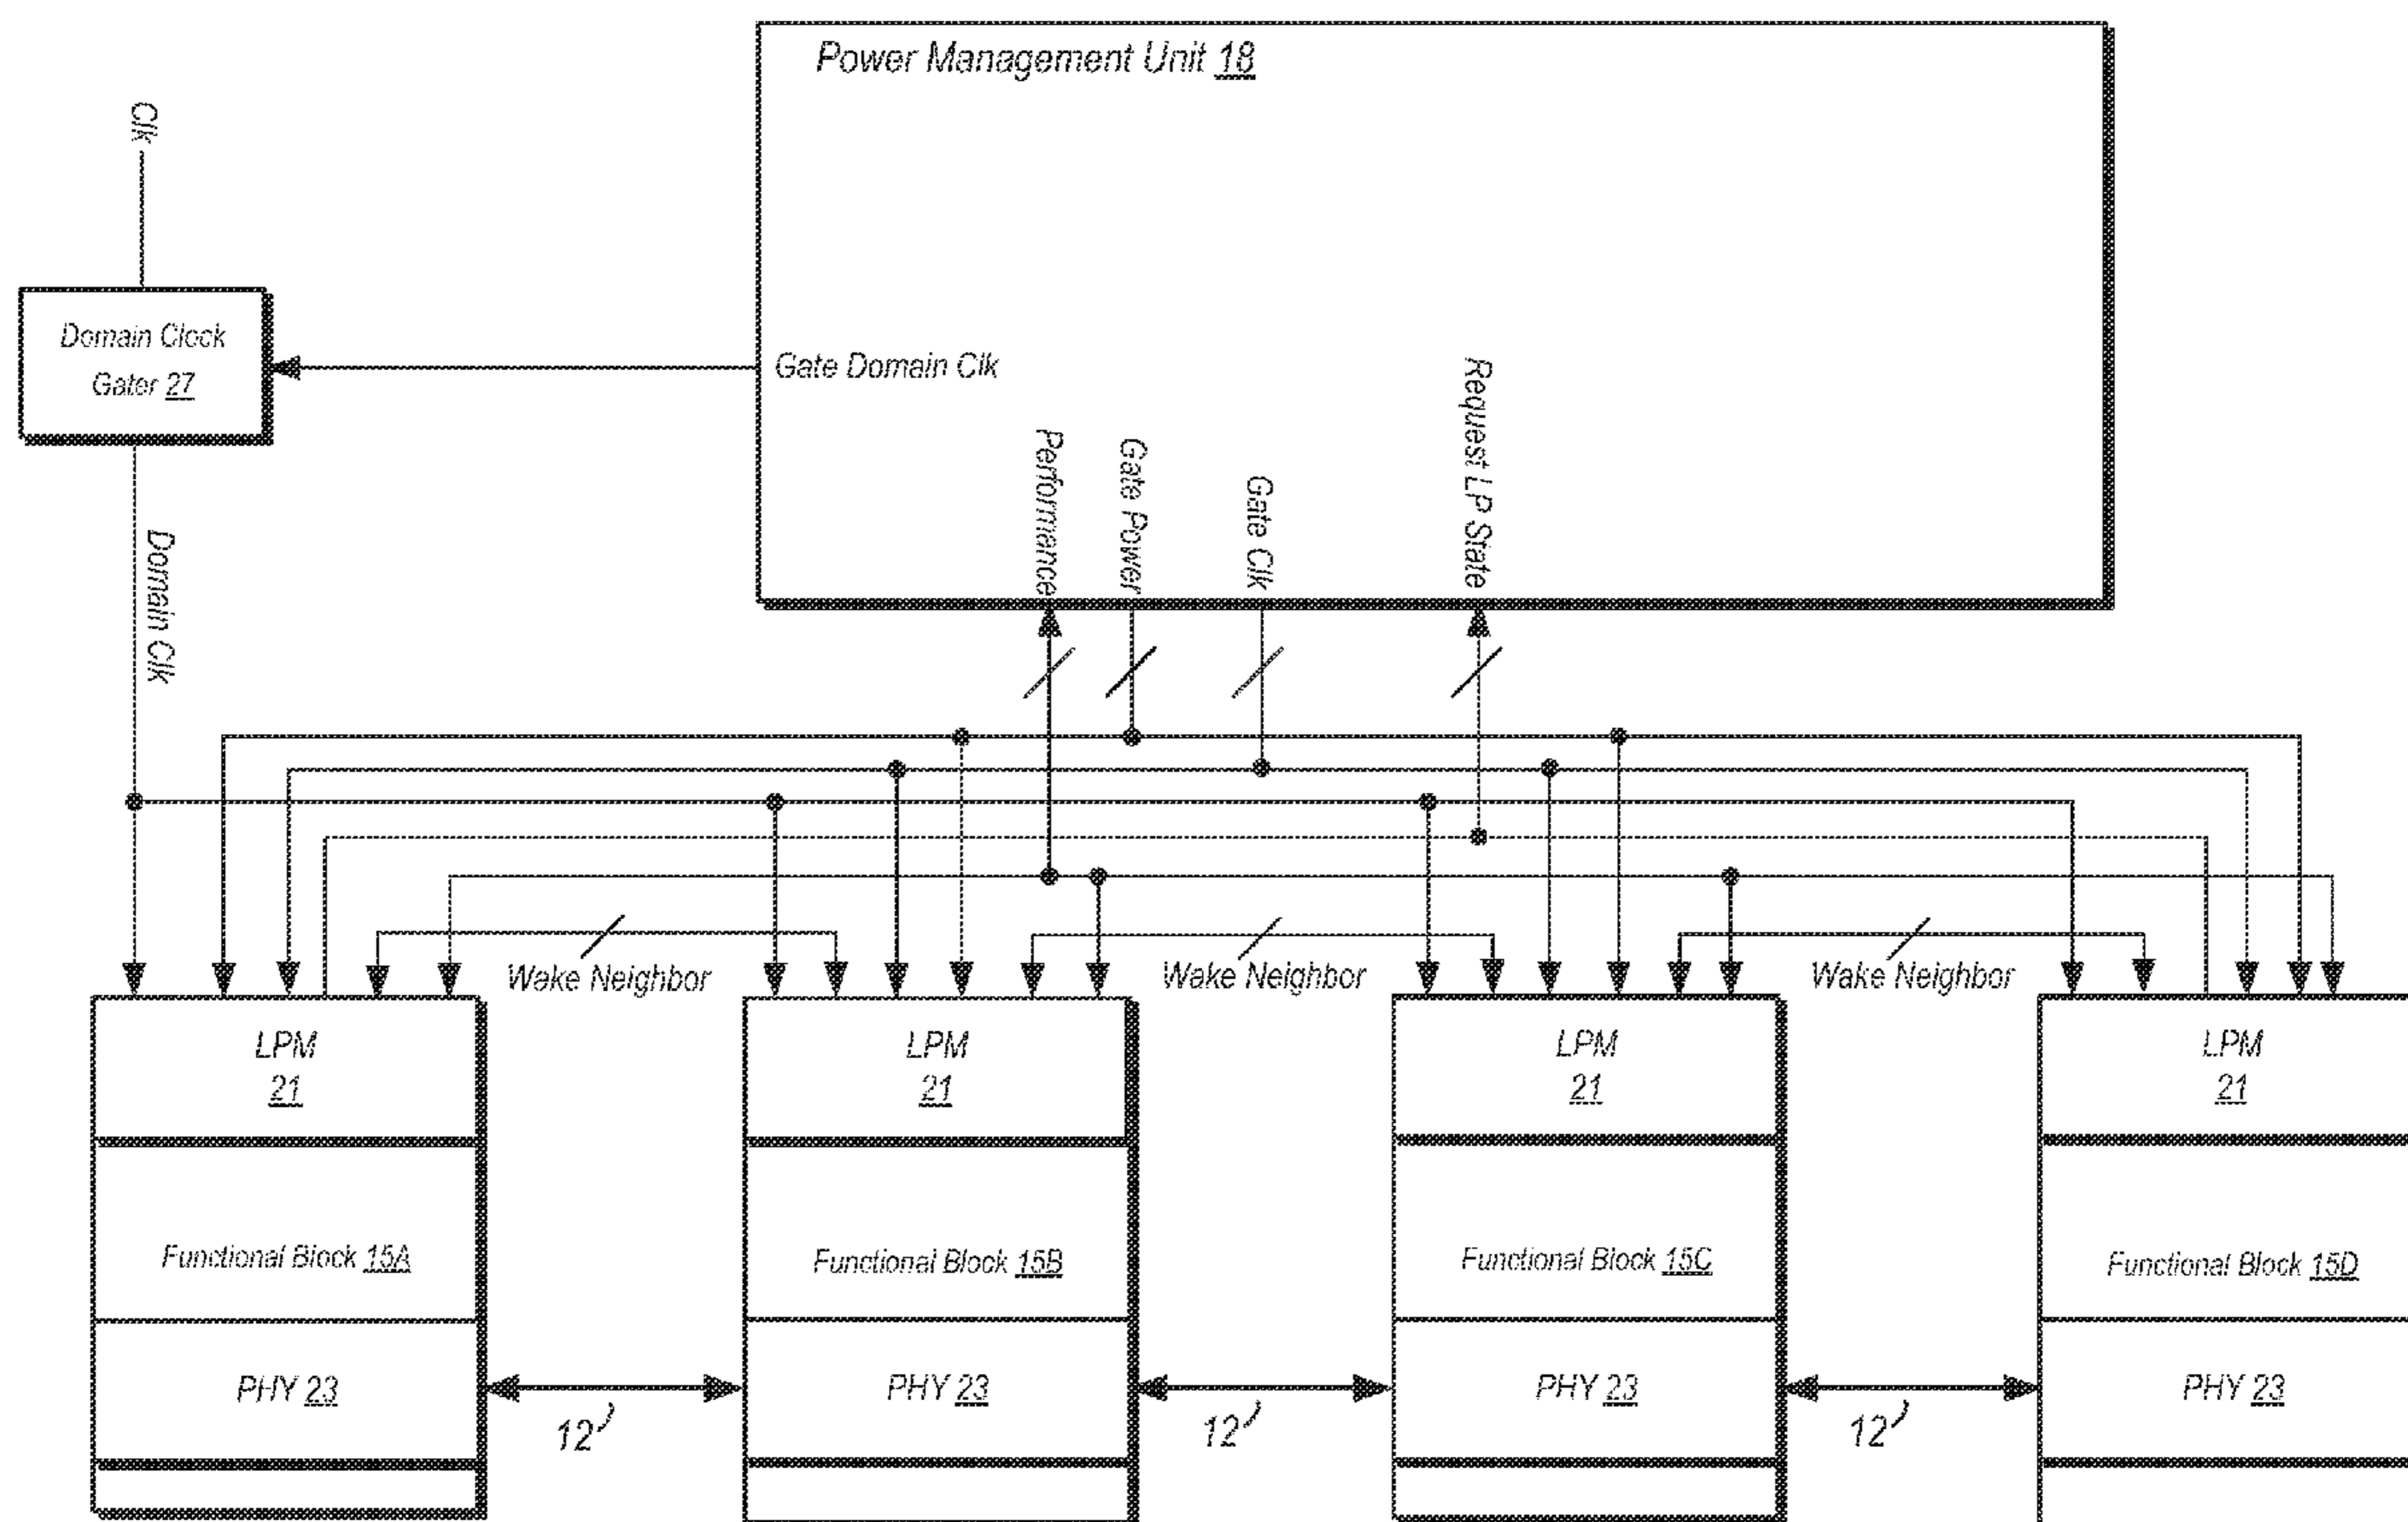 Power Management Unit 18
Clk
Domain Clock
Gater 27
Gate Domain Clk
Performance
Gate Power
Gate Clk
Request LP State
Domain Clk
Wake Neighbor
Wake Neighbor
Wake Neighbor
LPM
21
LPM
21
LPM
21
LPM
21
Functional Block 15A
Functional Block 15B
Functional Block 15C
Functional Block 15D
PHY 23
PHY 23
PHY 23
PHY 23
12
12
12